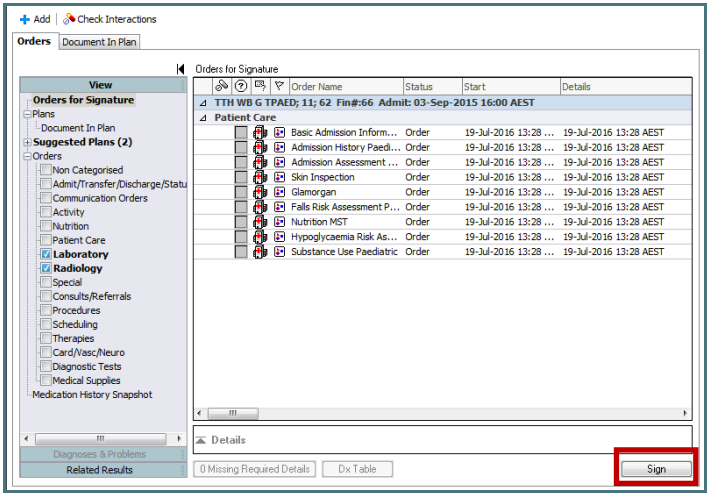 Add Check Interactions
Orders Document In Plan
Orders for Signature
View
Orders for Signature
Plans
Document In Plan
Suggested Plans (2)
Orders
Non Categorised
Admit/Transfer/Discharge/Statu
Communication Orders
Activity
Nutrition
Patient Care
Laboratory
Radiology
Special
Consults/Referrals
Procedures
Scheduling
Therapies
Card/Vasc/Neuro
Diagnostic Tests
Medical Supplies
Medication History Snapshot
Diagnoses & Problems
Related Results
Order Name Status Start Details
TTH WB G TPAED; 11; 62 Fin#:66 Admit: 03-Sep-2015 16:00 AEST
Patient Care
Basic Admission Inform... Order 19-Jul-2016 13:28 ... 19-Jul-2016 13:28 AEST
Admission History Paedi... Order 19-Jul-2016 13:28 ... 19-Jul-2016 13:28 AEST
Admission Assessment ... Order 19-Jul-2016 13:28 ... 19-Jul-2016 13:28 AEST
Skin Inspection Order 19-Jul-2016 13:28 ... 19-Jul-2016 13:28 AEST
Glamorgan Order 19-Jul-2016 13:28 ... 19-Jul-2016 13:28 AEST
Falls Risk Assessment P... Order 19-Jul-2016 13:28 ... 19-Jul-2016 13:28 AEST
Nutrition MST Order 19-Jul-2016 13:28 ... 19-Jul-2016 13:28 AEST
Hypoglycaemia Risk As... Order 19-Jul-2016 13:28 ... 19-Jul-2016 13:28 AEST
Substance Use Paediatric Order 19-Jul-2016 13:28 ... 19-Jul-2016 13:28 AEST
Details
0 Missing Required Details Dx Table Sign